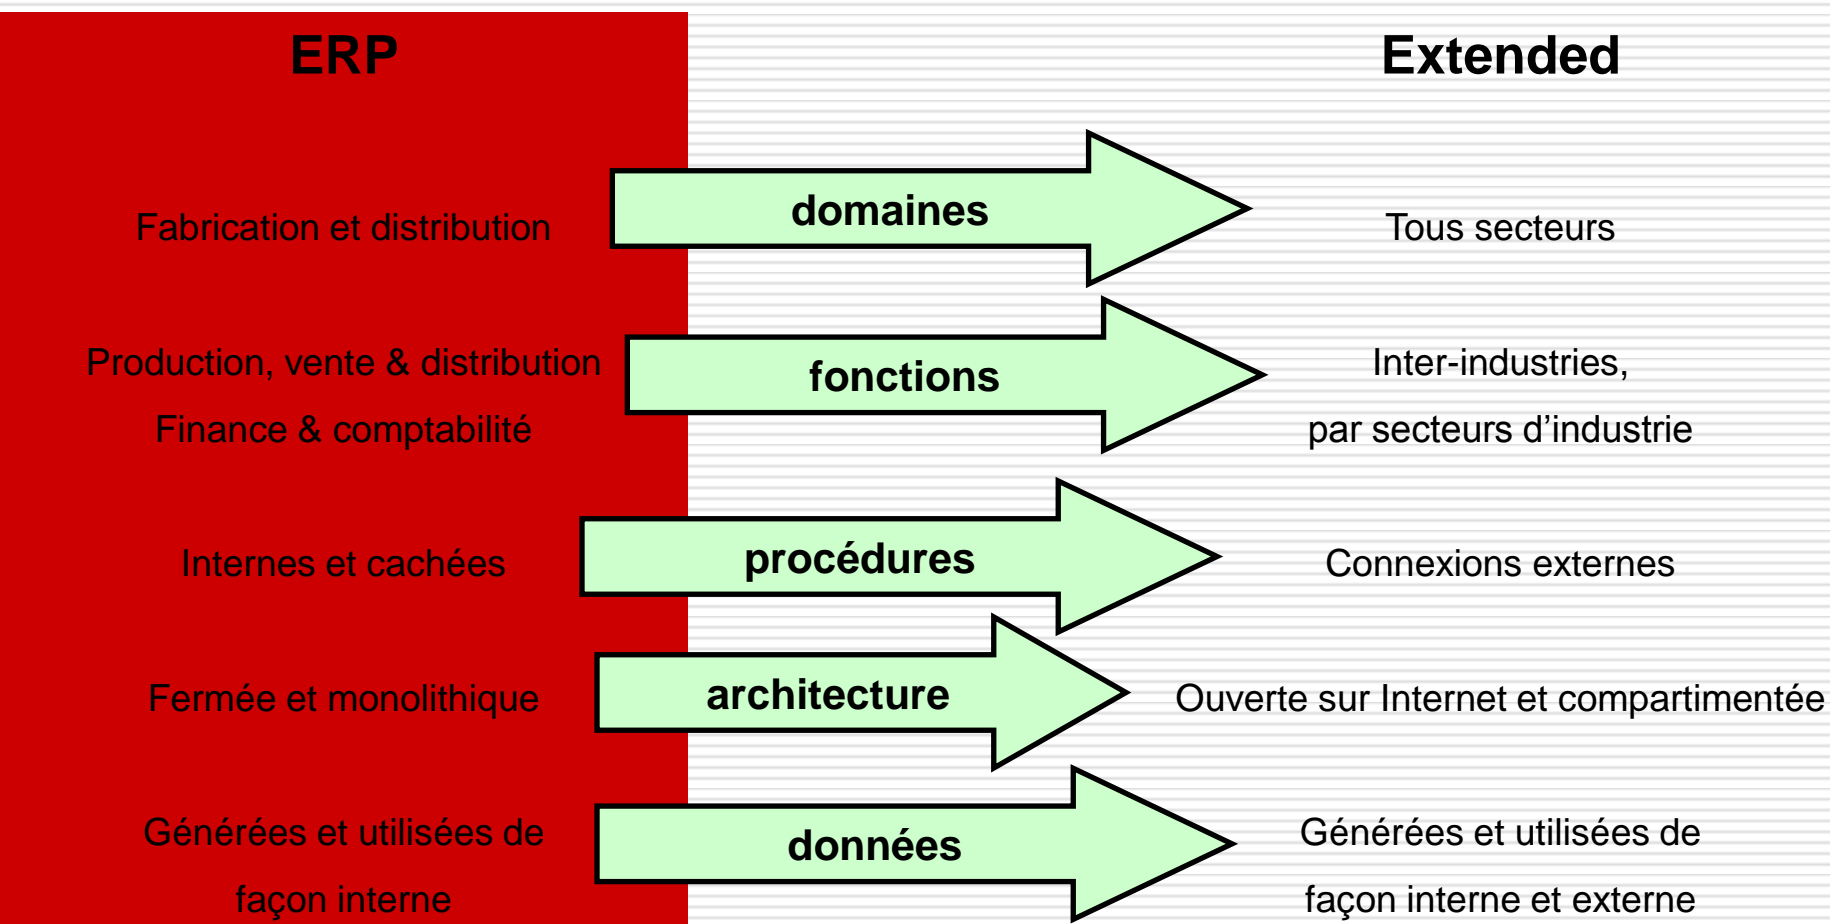 ERP
Extended
Fabrication et distribution
domaines
Tous secteurs
Production, vente & distribution
Finance & comptabilité
fonctions
Inter-industries,
par secteurs d’industrie
Internes et cachées
procédures
Connexions externes
Fermée et monolithique
architecture
Ouverte sur Internet et compartimentée
Générées et utilisées de
façon interne
données
Générées et utilisées de
façon interne et externe